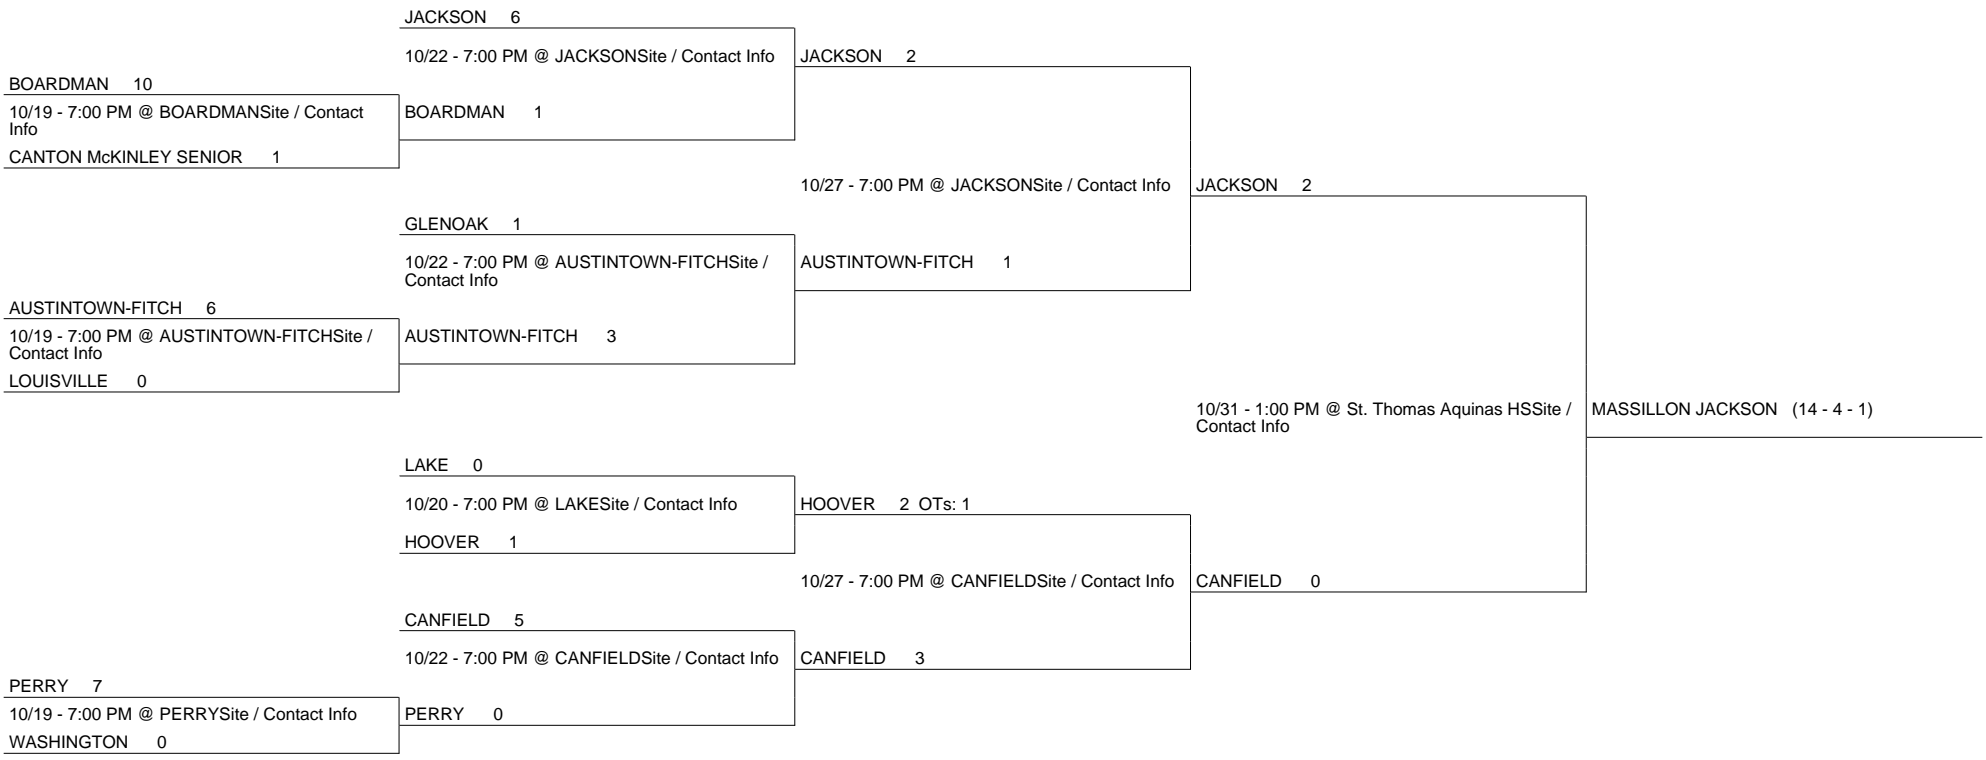 JACKSON 6
10/22 - 7:00 PM @ JACKSONSite / Contact Info
JACKSON 2
BOARDMAN 10
10/19 - 7:00 PM @ BOARDMANSite / Contact
Info
BOARDMAN 1
CANTON McKINLEY SENIOR 1
10/27 - 7:00 PM @ JACKSONSite / Contact Info
JACKSON 2
GLENOAK 1
10/22 - 7:00 PM @ AUSTINTOWN-FITCHSite /
Contact Info
AUSTINTOWN-FITCH 1
AUSTINTOWN-FITCH 6
10/19 - 7:00 PM @ AUSTINTOWN-FITCHSite /
Contact Info
AUSTINTOWN-FITCH 3
LOUISVILLE 0
10/31 - 1:00 PM @ St. Thomas Aquinas HSSite /
Contact Info
MASSILLON JACKSON (14 - 4 - 1)
LAKE 0
10/20 - 7:00 PM @ LAKESite / Contact Info
HOOVER 2 OTs: 1
HOOVER 1
10/27 - 7:00 PM @ CANFIELDSite / Contact Info
CANFIELD 0
CANFIELD 5
10/22 - 7:00 PM @ CANFIELDSite / Contact Info
CANFIELD 3
PERRY 7
10/19 - 7:00 PM @ PERRYSite / Contact Info
PERRY 0
WASHINGTON 0